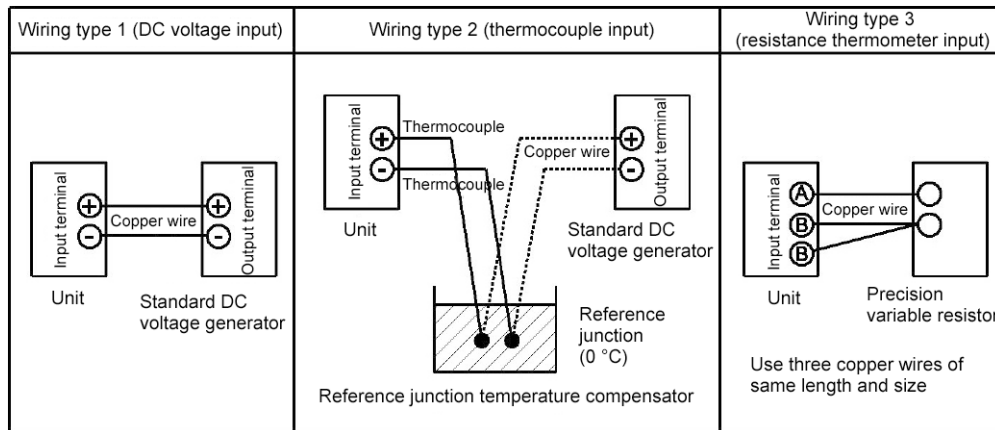 Wiring type 1 (DC voltage input)
Input terminal
+
-
Copper wire
+
-
Output terminal
Unit
Standard DC
voltage generator
Wiring type 2 (thermocouple input)
Input terminal
+
-
Thermocouple
Thermocouple
Copper wire
+
-
Output terminal
Unit
Standard DC
voltage generator
Reference
junction
(0 °C)
Reference junction temperature compensator
Wiring type 3
(resistance thermometer input)
Input terminal
A
B
B
Copper wire
Unit
Precision
variable resistor
Use three copper wires of
same length and size